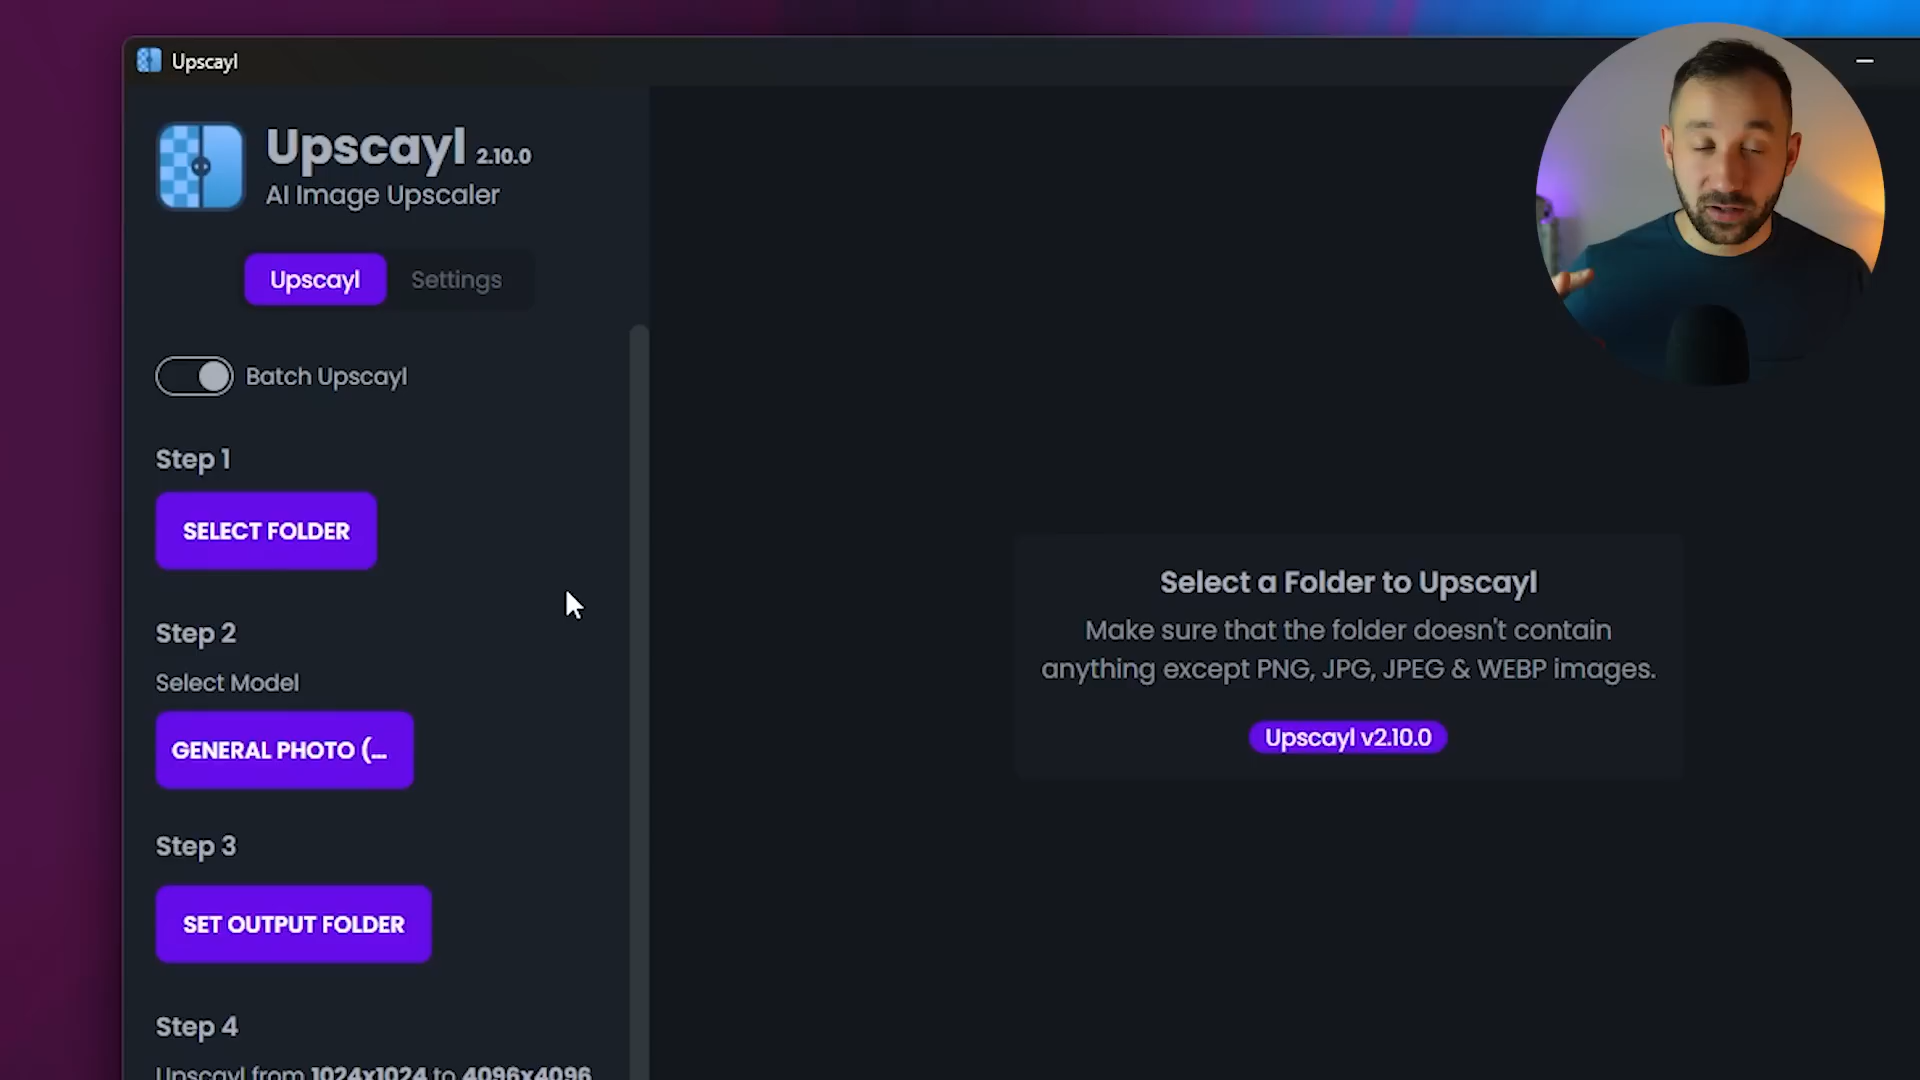 Upscayl
Upscayl 2.10.0
AI Image Upscaler
Upscayl Settings
Batch Upscayl
Step 1
SELECT FOLDER
Step 2
Select Model
GENERAL PHOTO (...
Step 3
SET OUTPUT FOLDER
Step 4
Upscayl from 1024x1024 to 4096x4096
Select a Folder to Upscayl
Make sure that the folder doesn't contain
anything except PNG, JPG, JPEG & WEBP images.
Upscayl v2.10.0